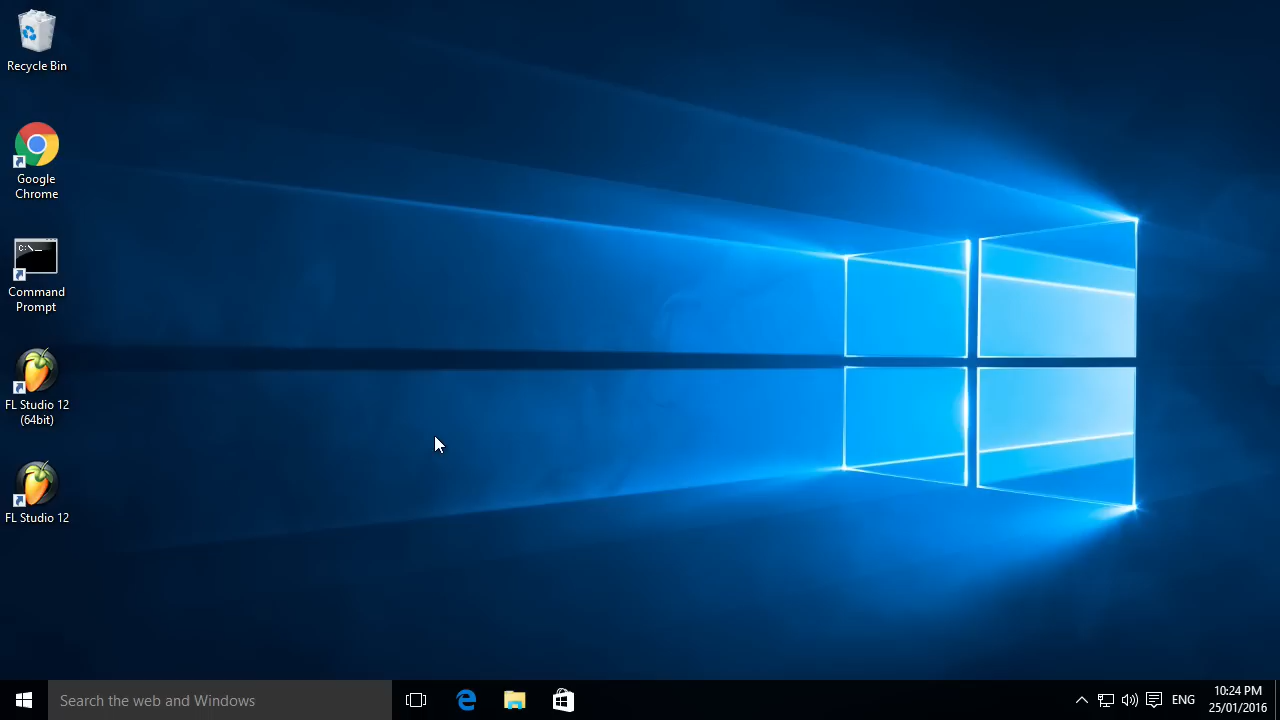 Recycle Bin
Google
Chrome
C:\._
Command
Prompt
FL Studio 12
(64bit)
FL Studio 12
Search the web and Windows
ENG
10:24 PM
25/01/2016